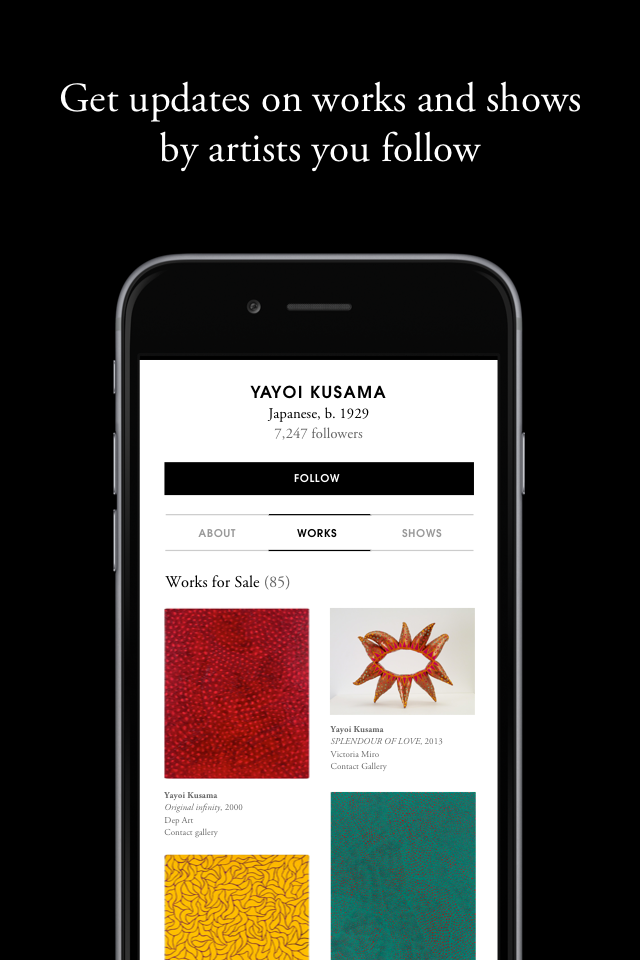 Get updates on works and shows
by artists you follow
YAYOI KUSAMA
Japanese, b. 1929
7,247 followers
FOLLOW
ABOUT WORKS SHOWS
Works for Sale (85)
Yayoi Kusama
Original infinity, 2000
Dep Art
Contact gallery
Yayoi Kusama
SPLENDOUR OF LOVE, 2013
Victoria Miro
Contact Gallery